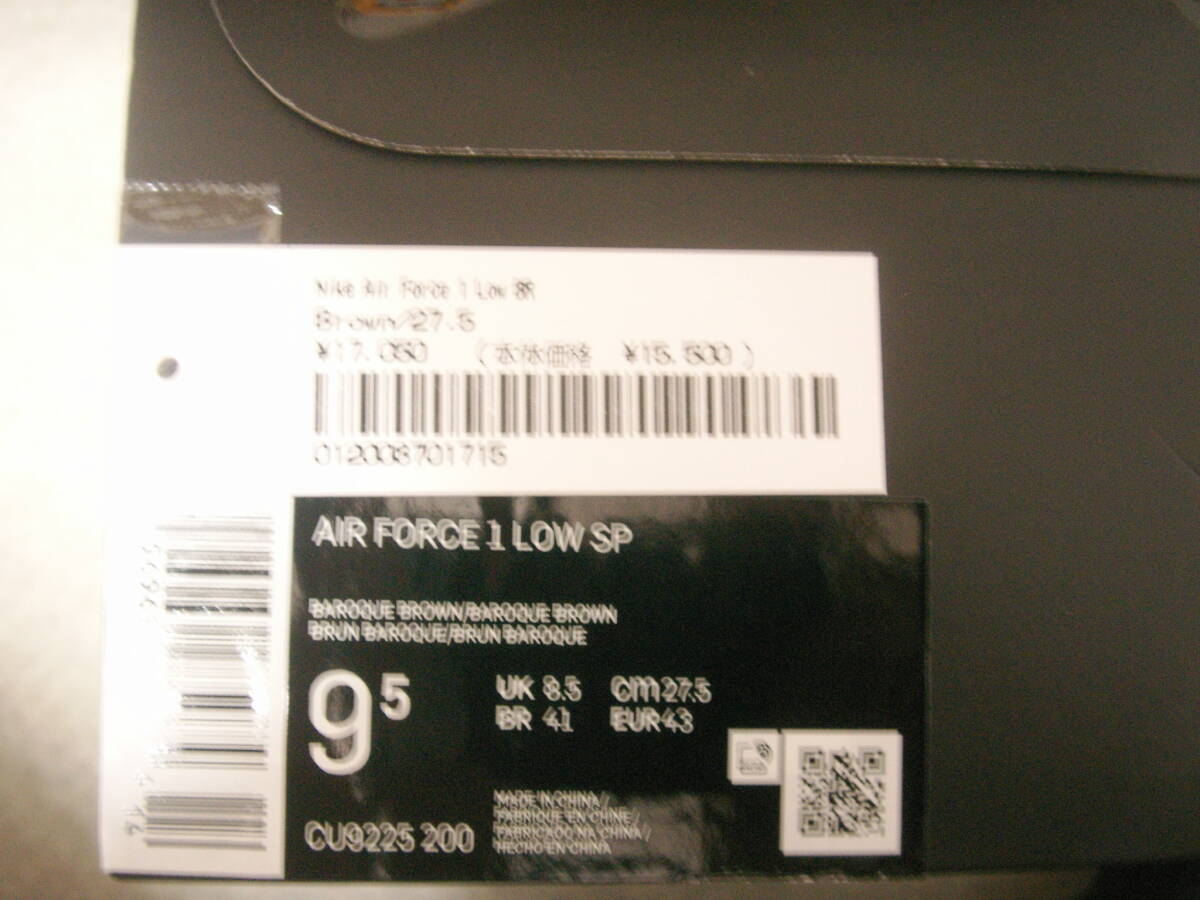 Nike Air Force 1 Low SR
Brown/27.5
¥17.050 (本体価格 ¥15.500)
012003701715
AIR FORCE 1 LOW SP
BAROQUE BROWN/BAROQUE BROWN
BRUN BAROQUE/BRUN BAROQUE
9⁵
UK 8.5 CM 27.5
BR 41 EUR 43
CU9225 200
MADE IN CHINA /
FABRIQUE EN CHINE /
FABRICADO NA CHINA /
HECHO EN CHINA